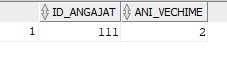 ID_ANGAJAT ANI_VECHIME
1 111 2